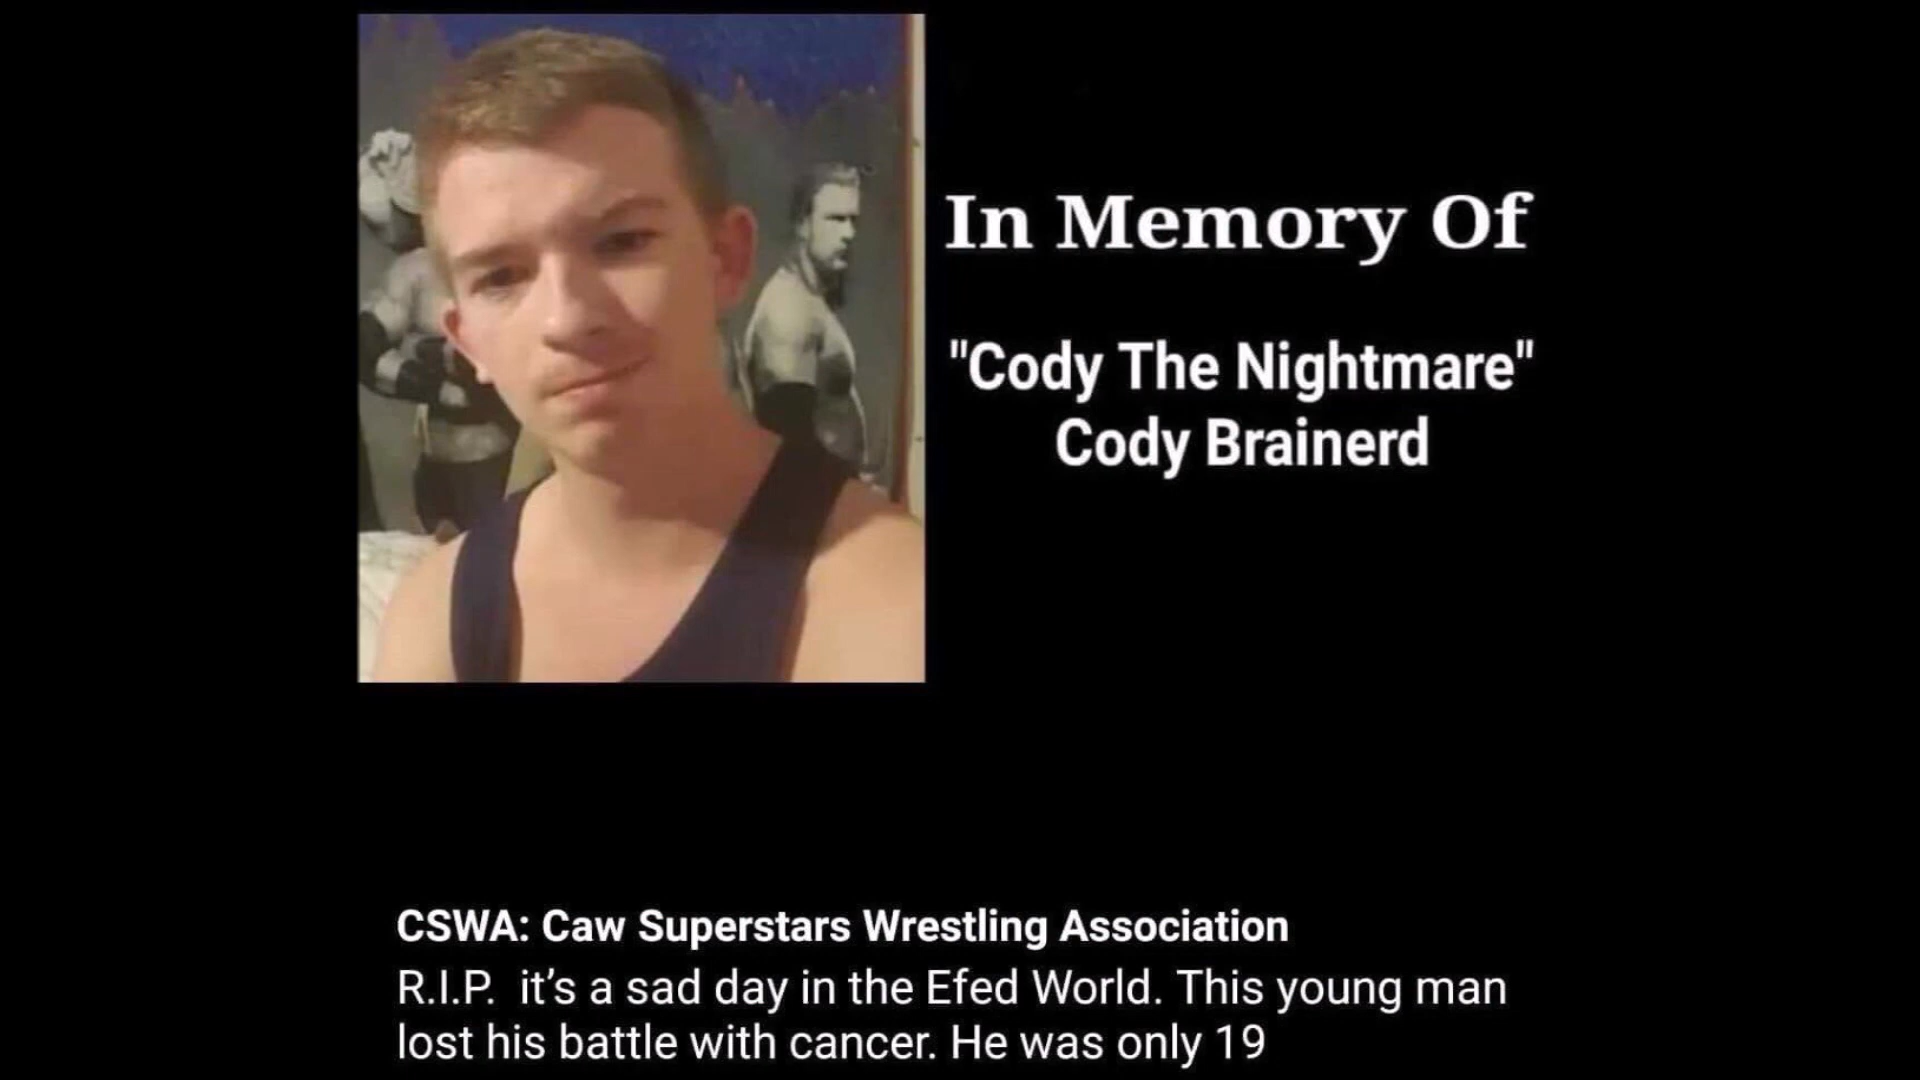 In Memory Of
"Cody The Nightmare"
Cody Brainerd
CSWA: Caw Superstars Wrestling Association
R.I.P.  it’s a sad day in the Efed World. This young man
lost his battle with cancer. He was only 19